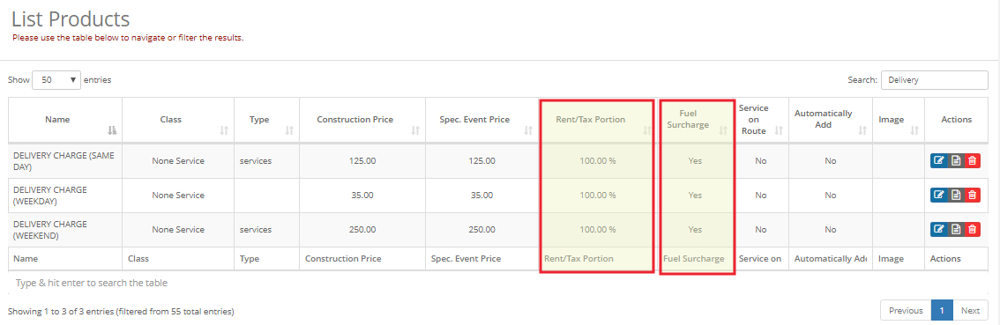 List Products
Please use the table below to navigate or filter the results.
Show 50 entries Search: Delivery
Name Class Type Construction Price Spec. Event Price Rent/Tax Portion Fuel Surcharge Service on Route Automatically Add Image Actions
DELIVERY CHARGE (SAME DAY) None Service services 125.00 125.00 100.00 % Yes No No
DELIVERY CHARGE (WEEKDAY) None Service 35.00 35.00 100.00 % Yes No No
DELIVERY CHARGE (WEEKEND) None Service services 250.00 250.00 100.00 % Yes No No
Name Class Type Construction Price Spec. Event Price Rent/Tax Portion Fuel Surcharge Service on Automatically Ad Image Actions
Type & hit enter to search the table
Showing 1 to 3 of 3 entries (filtered from 55 total entries) Previous 1 Next